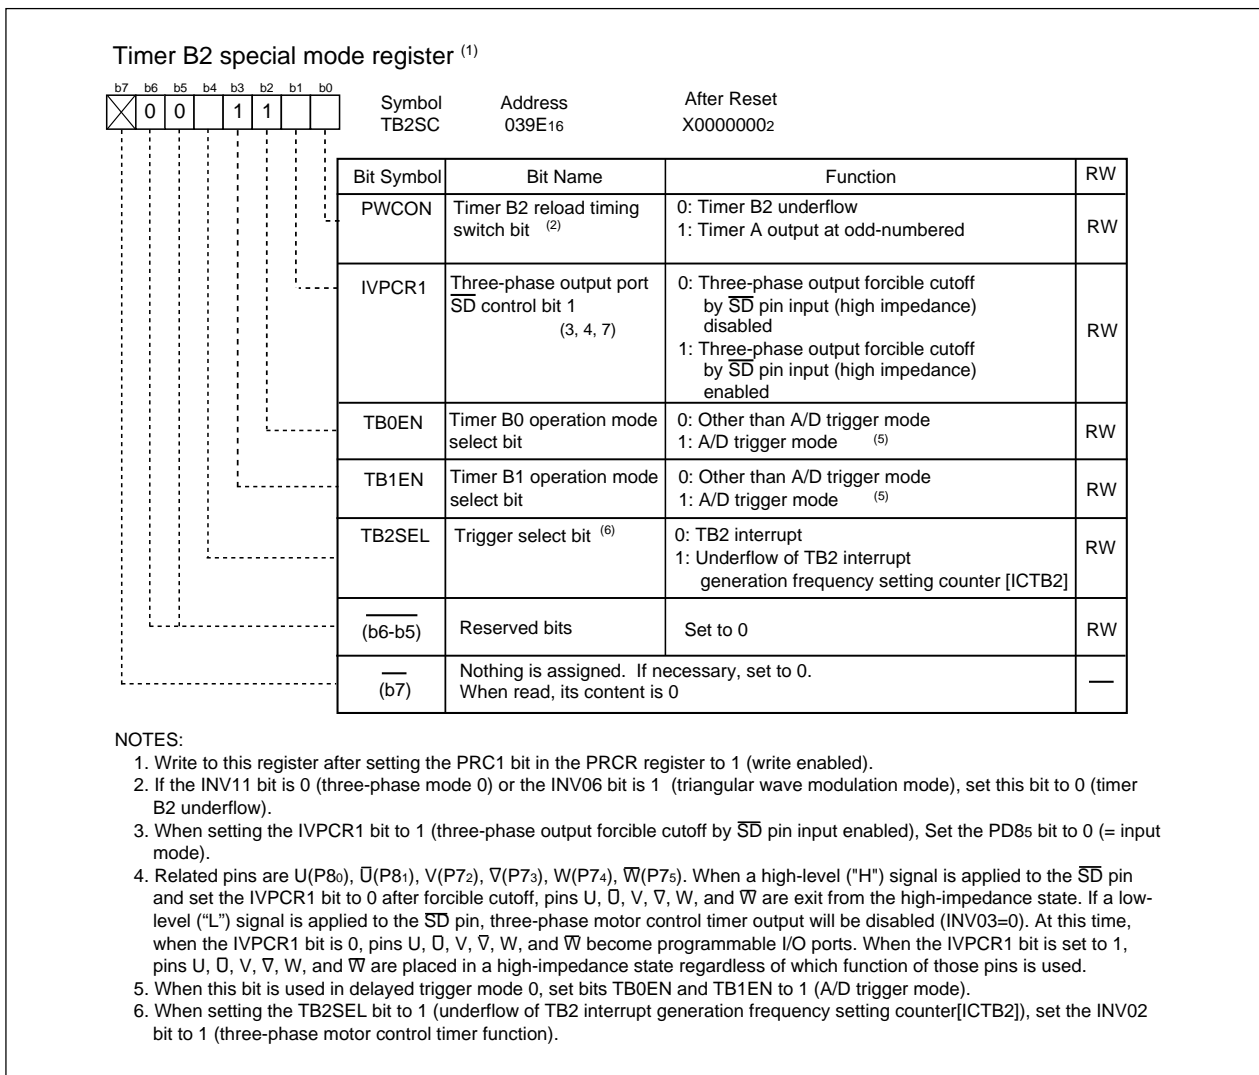 Timer B2 special mode register (1)
b7 b6 b5 b4 b3 b2 b1 b0
0 0 1 1
Symbol Address After Reset
TB2SC 039E16 X00000002
Bit Symbol Bit Name Function RW
PWCON Timer B2 reload timing switch bit (2) 0: Timer B2 underflow
1: Timer A output at odd-numbered RW
IVPCR1 Three-phase output port
S̅D̅ control bit 1
(3, 4, 7)
0: Three-phase output forcible cutoff
by S̅D̅ pin input (high impedance)
disabled
1: Three-phase output forcible cutoff
by S̅D̅ pin input (high impedance)
enabled
RW
TB0EN Timer B0 operation mode
select bit
0: Other than A/D trigger mode
1: A/D trigger mode (5)
RW
TB1EN Timer B1 operation mode
select bit
0: Other than A/D trigger mode
1: A/D trigger mode (5)
RW
TB2SEL Trigger select bit (6)
0: TB2 interrupt
1: Underflow of TB2 interrupt
generation frequency setting counter [ICTB2]
RW
(b6-b5) Reserved bits Set to 0 RW
(b7) Nothing is assigned. If necessary, set to 0.
When read, its content is 0
—
NOTES:
1. Write to this register after setting the PRC1 bit in the PRCR register to 1 (write enabled).
2. If the INV11 bit is 0 (three-phase mode 0) or the INV06 bit is 1 (triangular wave modulation mode), set this bit to 0 (timer
B2 underflow).
3. When setting the IVPCR1 bit to 1 (three-phase output forcible cutoff by S̅D̅ pin input enabled), Set the PD85 bit to 0 (= input
mode).
4. Related pins are U(P80), U̅(P81), V(P72), V̅(P73), W(P74), W̅(P75). When a high-level ("H") signal is applied to the S̅D̅ pin
and set the IVPCR1 bit to 0 after forcible cutoff, pins U, U̅, V, V̅, W, and W̅ are exit from the high-impedance state. If a low-
level (“L”) signal is applied to the S̅D̅ pin, three-phase motor control timer output will be disabled (INV03=0). At this time,
when the IVPCR1 bit is 0, pins U, U̅, V, V̅, W, and W̅ become programmable I/O ports. When the IVPCR1 bit is set to 1,
pins U, U̅, V, V̅, W, and W̅ are placed in a high-impedance state regardless of which function of those pins is used.
5. When this bit is used in delayed trigger mode 0, set bits TB0EN and TB1EN to 1 (A/D trigger mode).
6. When setting the TB2SEL bit to 1 (underflow of TB2 interrupt generation frequency setting counter[ICTB2]), set the INV02
bit to 1 (three-phase motor control timer function).